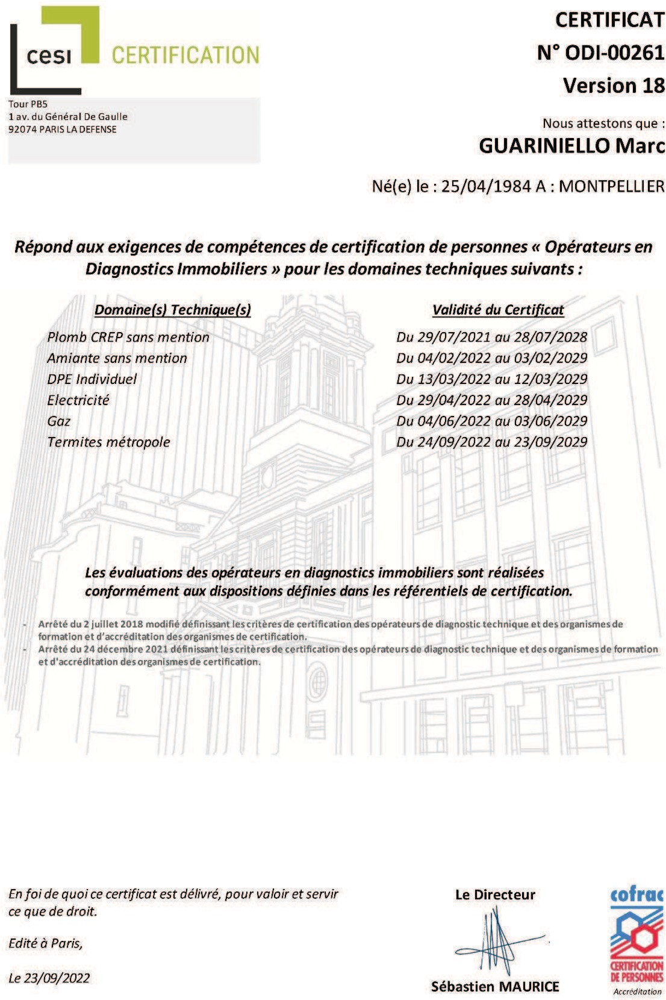 cesi CERTIFICATION
Tour PB5
1 av. du Général De Gaulle
92074 PARIS LA DEFENSE
CERTIFICAT
N° ODI-00261
Version 18
Nous attestons que :
GUARINIELLO Marc
Né(e) le : 25/04/1984 A : MONTPELLIER
Répond aux exigences de compétences de certification de personnes « Opérateurs en
Diagnostics Immobiliers » pour les domaines techniques suivants :
Domaine(s) Technique(s) Validité du Certificat
Plomb CREP sans mention Du 29/07/2021 au 28/07/2028
Amiante sans mention Du 04/02/2022 au 03/02/2029
DPE Individuel Du 13/03/2022 au 12/03/2029
Electricité Du 29/04/2022 au 28/04/2029
Gaz Du 04/06/2022 au 03/06/2029
Termites métropole Du 24/09/2022 au 23/09/2029
Les évaluations des opérateurs en diagnostics immobiliers sont réalisées
conformément aux dispositions définies dans les référentiels de certification.
- Arrêté du 2 juillet 2018 modifié définissant les critères de certification des opérateurs de diagnostic technique et des organismes de
formation et d'accréditation des organismes de certification.
- Arrêté du 24 décembre 2021 définissant les critères de certification des opérateurs de diagnostic technique et des organismes de formation
et d'accréditation des organismes de certification.
En foi de quoi ce certificat est délivré, pour valoir et servir
ce que de droit.
Edité à Paris,
Le 23/09/2022
Le Directeur
Sébastien MAURICE
cofrac
CERTIFICATION
DE PERSONNES
Accréditation